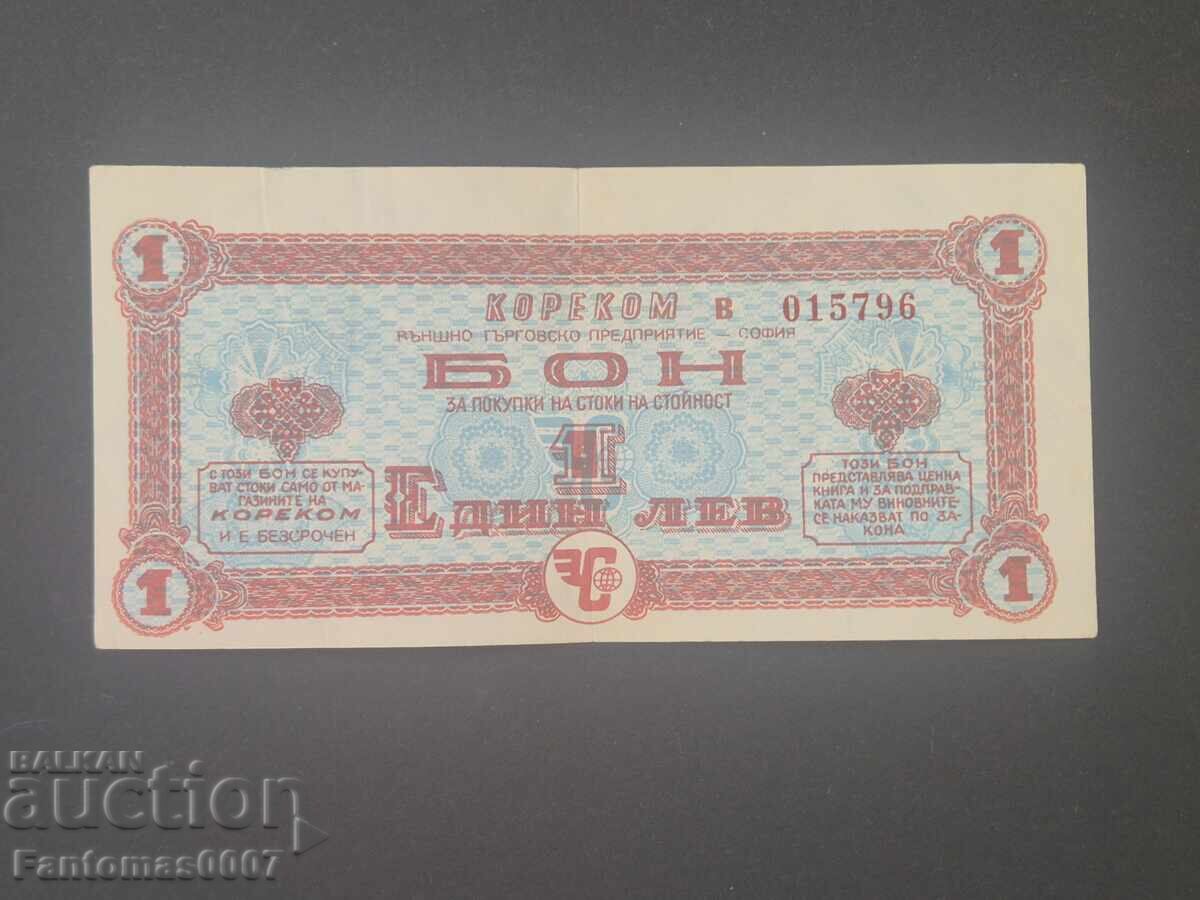 1 1
КОРЕКОМ В 015796
ВЪНШНО ТЪРГОВСКО ПРЕДПРИЯТИЕ – СОФИЯ
БОН
ЗА ПОКУПКИ НА СТОКИ НА СТОЙНОСТ
1
ЕДИН ЛЕВ
С ТОЗИ БОН СЕ КУПУ-
ВАТ СТОКИ САМО ОТ МА-
ГАЗИНИТЕ НА
КОРЕКОМ
И Е БЕЗСРОЧЕН
ТОЗИ БОН
ПРЕДСТАВЛЯВА ЦЕННА
КНИГА И ЗА ПОДПРАВ-
КАТА МУ ВИНОВНИТЕ
СЕ НАКАЗВАТ ПО ЗА-
КОНА
1 1
BALKAN
auction
Fantomas0007